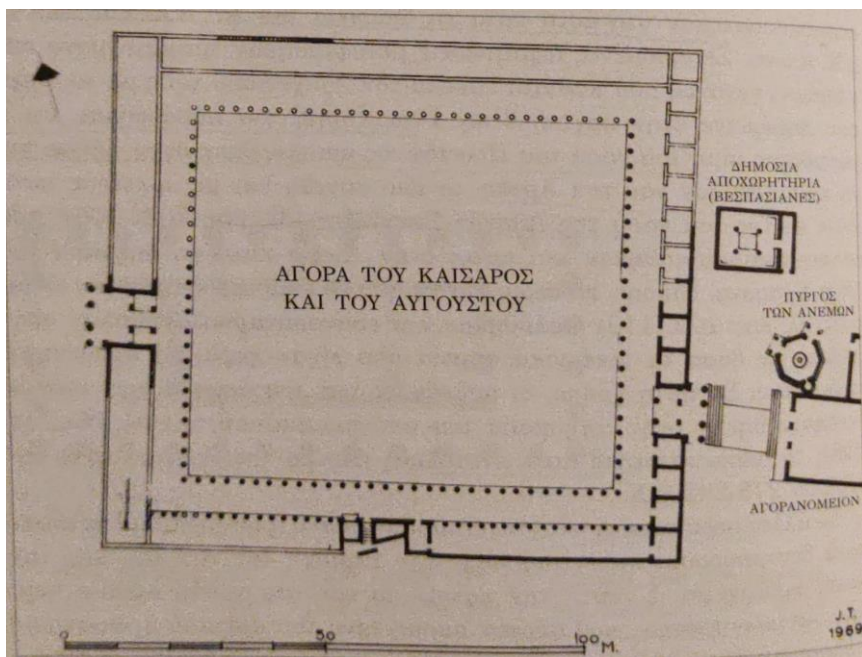 ΔΗΜΟΣΙΑ
ΑΠΟΧΩΡΗΤΗΡΙΑ
(ΒΕΣΠΑΣΙΑΝΕΣ)
ΑΓΟΡΑ ΤΟΥ ΚΑΙΣΑΡΟΣ
ΚΑΙ ΤΟΥ ΑΥΓΟΥΣΤΟΥ
ΠΥΡΓΟΣ
ΤΩΝ ΑΝΕΜΩΝ
ΑΓΟΡΑΝΟΜΕΙΟΝ
J.T.
1969
0 50 100 M.